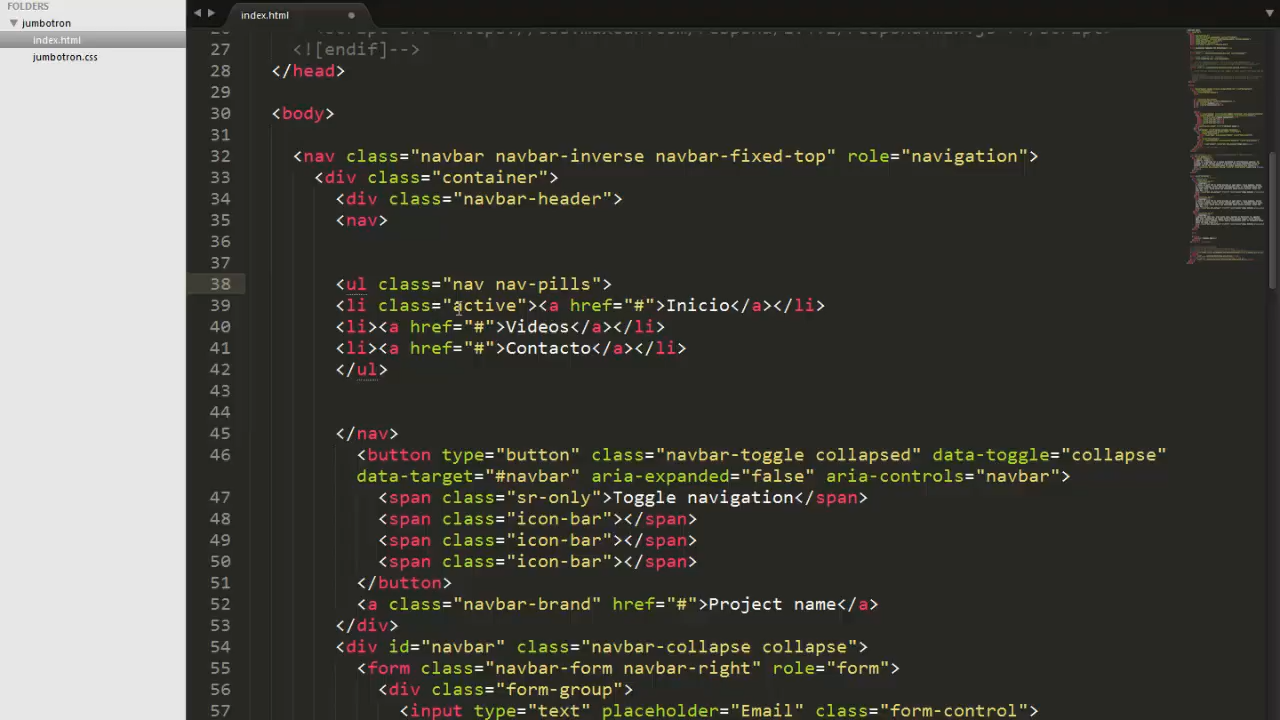 FOLDERS
jumbotron
index.html
jumbotron.css
index.html
27 <![endif]-->
28 </head>
29
30 <body>
31
32 <nav class="navbar navbar-inverse navbar-fixed-top" role="navigation">
33 <div class="container">
34 <div class="navbar-header">
35 <nav>
36
37
38 <ul class="nav nav-pills">
39 <li class="active"><a href="#">Inicio</a></li>
40 <li><a href="#">Videos</a></li>
41 <li><a href="#">Contacto</a></li>
42 </ul>
43
44
45 </nav>
46 <button type="button" class="navbar-toggle collapsed" data-toggle="collapse"
data-target="#navbar" aria-expanded="false" aria-controls="navbar">
47 <span class="sr-only">Toggle navigation</span>
48 <span class="icon-bar"></span>
49 <span class="icon-bar"></span>
50 <span class="icon-bar"></span>
51 </button>
52 <a class="navbar-brand" href="#">Project name</a>
53 </div>
54 <div id="navbar" class="navbar-collapse collapse">
55 <form class="navbar-form navbar-right" role="form">
56 <div class="form-group">
57 <input type="text" placeholder="Email" class="form-control">